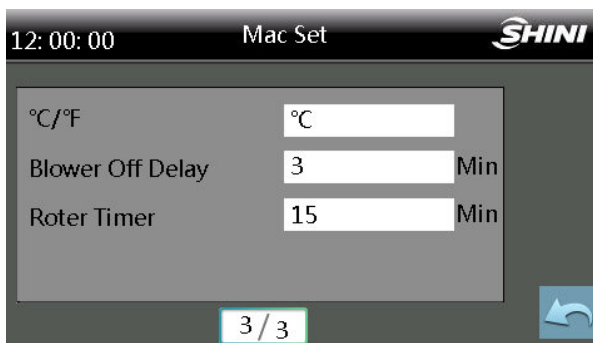 12: 00: 00 Mac Set SHINI
°C/°F °C
Blower Off Delay 3 Min
Roter Timer 15 Min
3/3